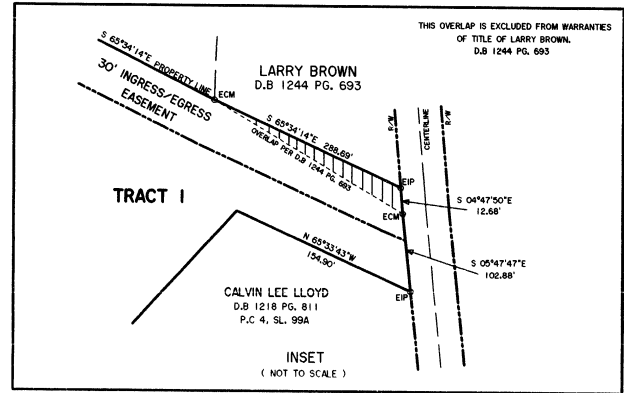 THIS OVERLAP IS EXCLUDED FROM WARRANTIES
OF TITLE OF LARRY BROWN.
D.B 1244 PG. 693
S 65°34'14"E PROPERTY LINE
ECM
LARRY BROWN
D.B 1244 PG. 693
30' INGRESS/EGRESS
EASEMENT
S 65°34'14"E 288.69'
OVERLAP PER D.B 1244 PG. 693
R/W
CENTERLINE
R/W
EIP
ECM
S 04°47'50"E
12.68'
TRACT 1
N 65°33'43"W
154.90'
S 05°47'47"E
102.88'
EIP
CALVIN LEE LLOYD
D.B 1218 PG. 811
P.C 4, SL. 99A
INSET
( NOT TO SCALE )